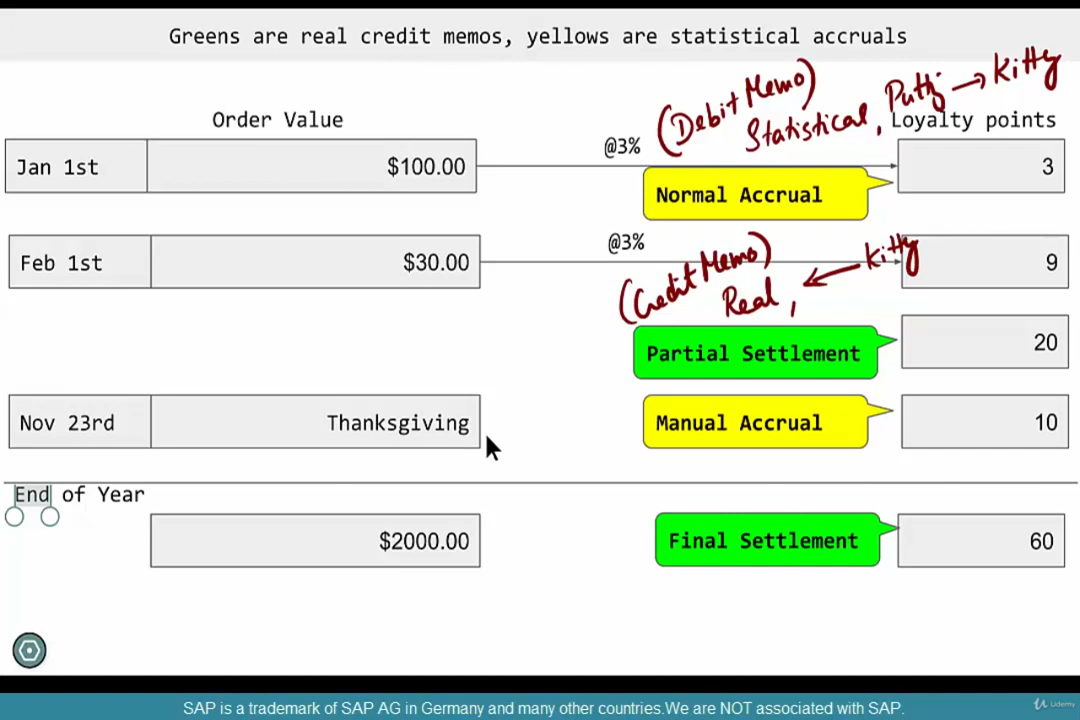 Greens are real credit memos, yellows are statistical accruals
(Debit Memo)
Statistical, Putting → Kitty
Order Value
Loyalty points
Jan 1st
$100.00
@3%
Normal Accrual
3
Feb 1st
$30.00
@3%
(Credit Memo)
Real, ← Kitty
9
Partial Settlement
20
Nov 23rd
Thanksgiving
Manual Accrual
10
End of Year
$2000.00
Final Settlement
60
SAP is a trademark of SAP AG in Germany and many other countries.We are NOT associated with SAP.
Udemy